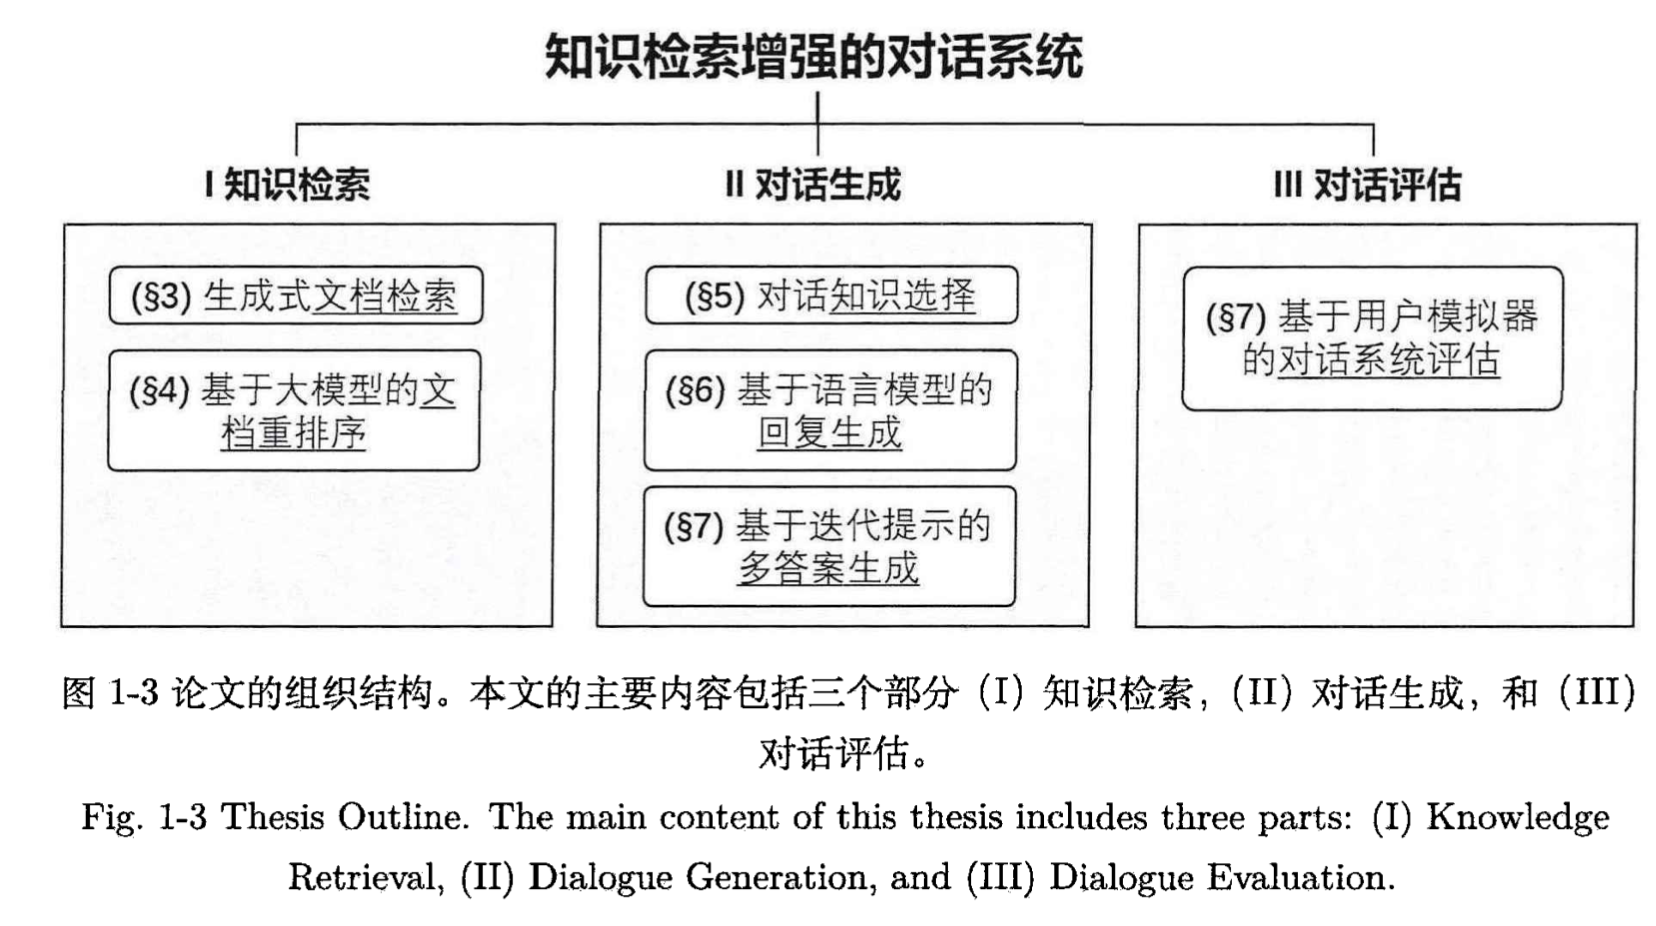 知识检索增强的对话系统
I 知识检索
II 对话生成
III 对话评估
(§3) 生成式文档检索
(§4) 基于大模型的文
档重排序
(§5) 对话知识选择
(§6) 基于语言模型的
回复生成
(§7) 基于迭代提示的
多答案生成
(§7) 基于用户模拟器
的对话系统评估
图 1-3 论文的组织结构。本文的主要内容包括三个部分（I）知识检索，（II）对话生成，和（III）
对话评估。
Fig. 1-3 Thesis Outline. The main content of this thesis includes three parts: (I) Knowledge
Retrieval, (II) Dialogue Generation, and (III) Dialogue Evaluation.